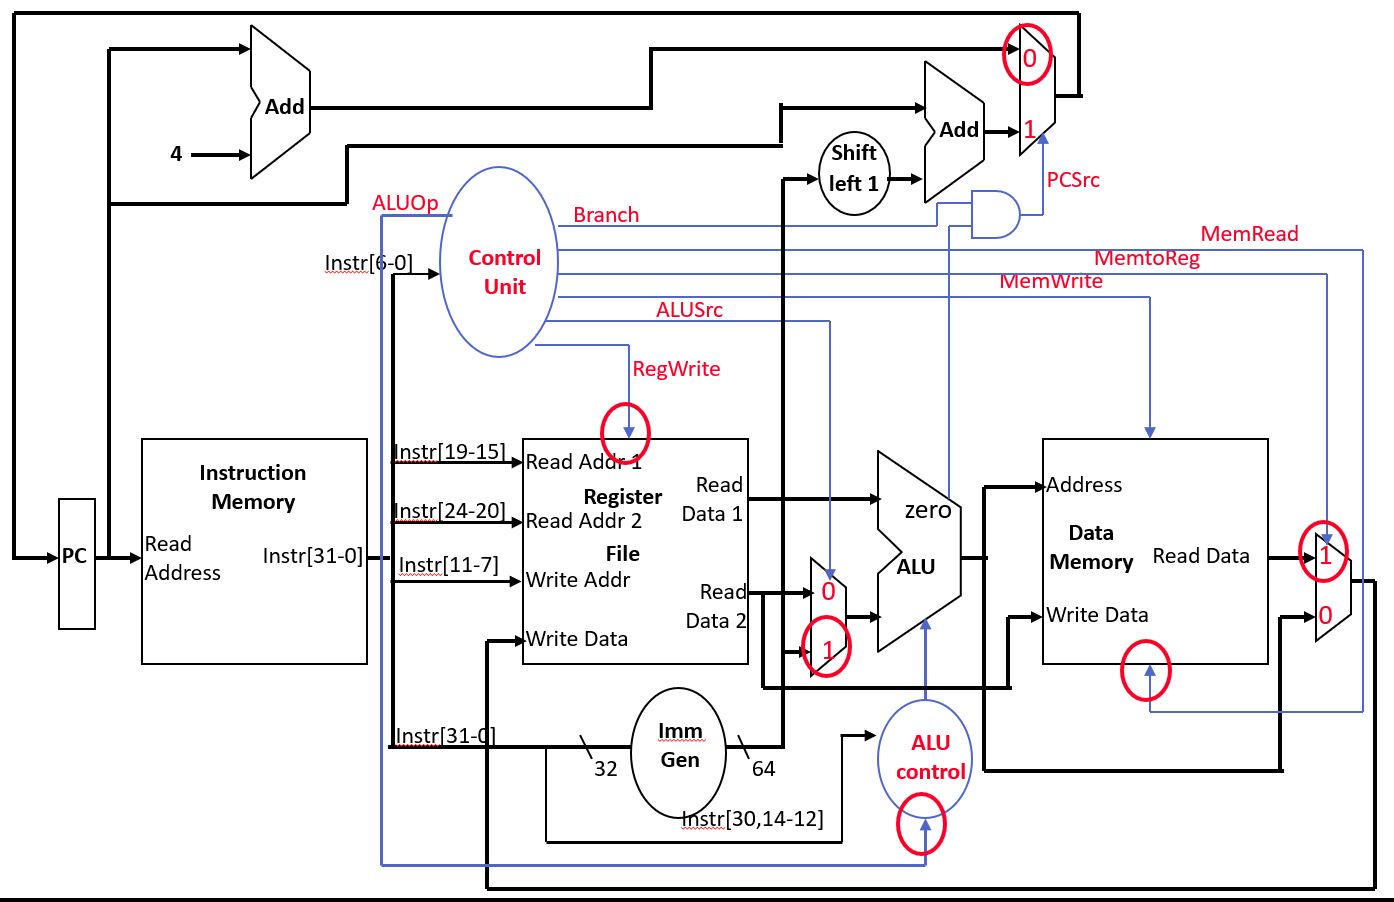 0
Add
4
Add
1
Shift
left 1
PCSrc
ALUOp
Branch
MemRead
Instr[6-0]
Control
Unit
MemtoReg
MemWrite
ALUSrc
RegWrite
Instruction
Memory
Instr[19-15]
Read Addr 1
Register
Read
Data 1
Address
zero
Instr[24-20]
Read Addr 2
PC
Read
Address
Instr[31-0]
Instr[11-7]
File
Write Addr
ALU
Data
Memory
Read Data
1
Read
Data 2
0
Write Data
0
Write Data
1
Instr[31-0]
32
Imm
Gen
64
ALU
control
Instr[30,14-12]